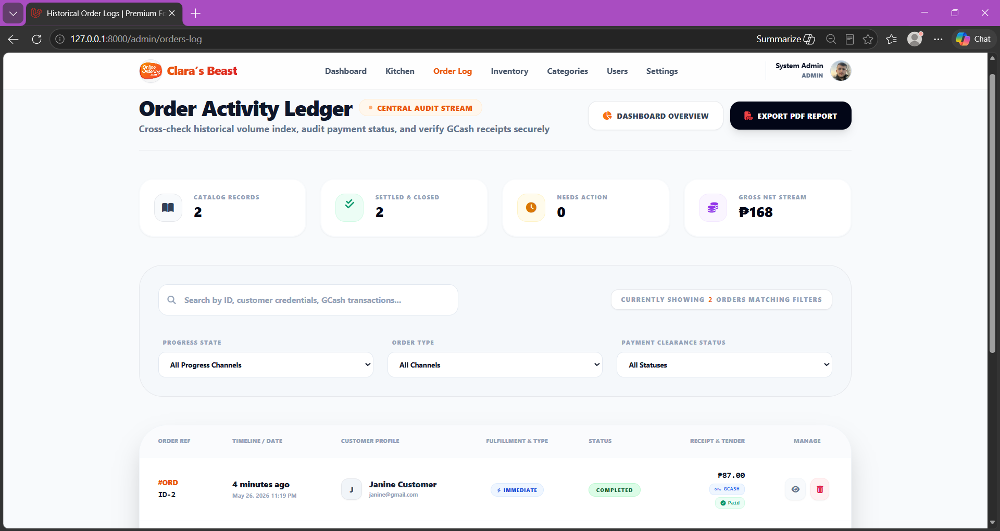 Historical Order Logs | Premium Fo
127.0.0.1:8000/admin/orders-log
Summarize
Chat
Online Ordering .com
Clara's Beast
Dashboard
Kitchen
Order Log
Inventory
Categories
Users
Settings
System Admin
ADMIN
Order Activity Ledger
CENTRAL AUDIT STREAM
Cross-check historical volume index, audit payment status, and verify GCash receipts securely
DASHBOARD OVERVIEW
PDF
EXPORT PDF REPORT
CATALOG RECORDS
2
SETTLED & CLOSED
2
NEEDS ACTION
0
GROSS NET STREAM
₱168
Search by ID, customer credentials, GCash transactions...
CURRENTLY SHOWING 2 ORDERS MATCHING FILTERS
PROGRESS STATE
ORDER TYPE
PAYMENT CLEARANCE STATUS
All Progress Channels
All Channels
All Statuses
ORDER REF
TIMELINE / DATE
CUSTOMER PROFILE
FULFILLMENT & TYPE
STATUS
RECEIPT & TENDER
MANAGE
#ORD
ID-2
4 minutes ago
May 26, 2026 11:19 PM
J
Janine Customer
janine@gmail.com
IMMEDIATE
COMPLETED
₱87.00
GCASH
Paid